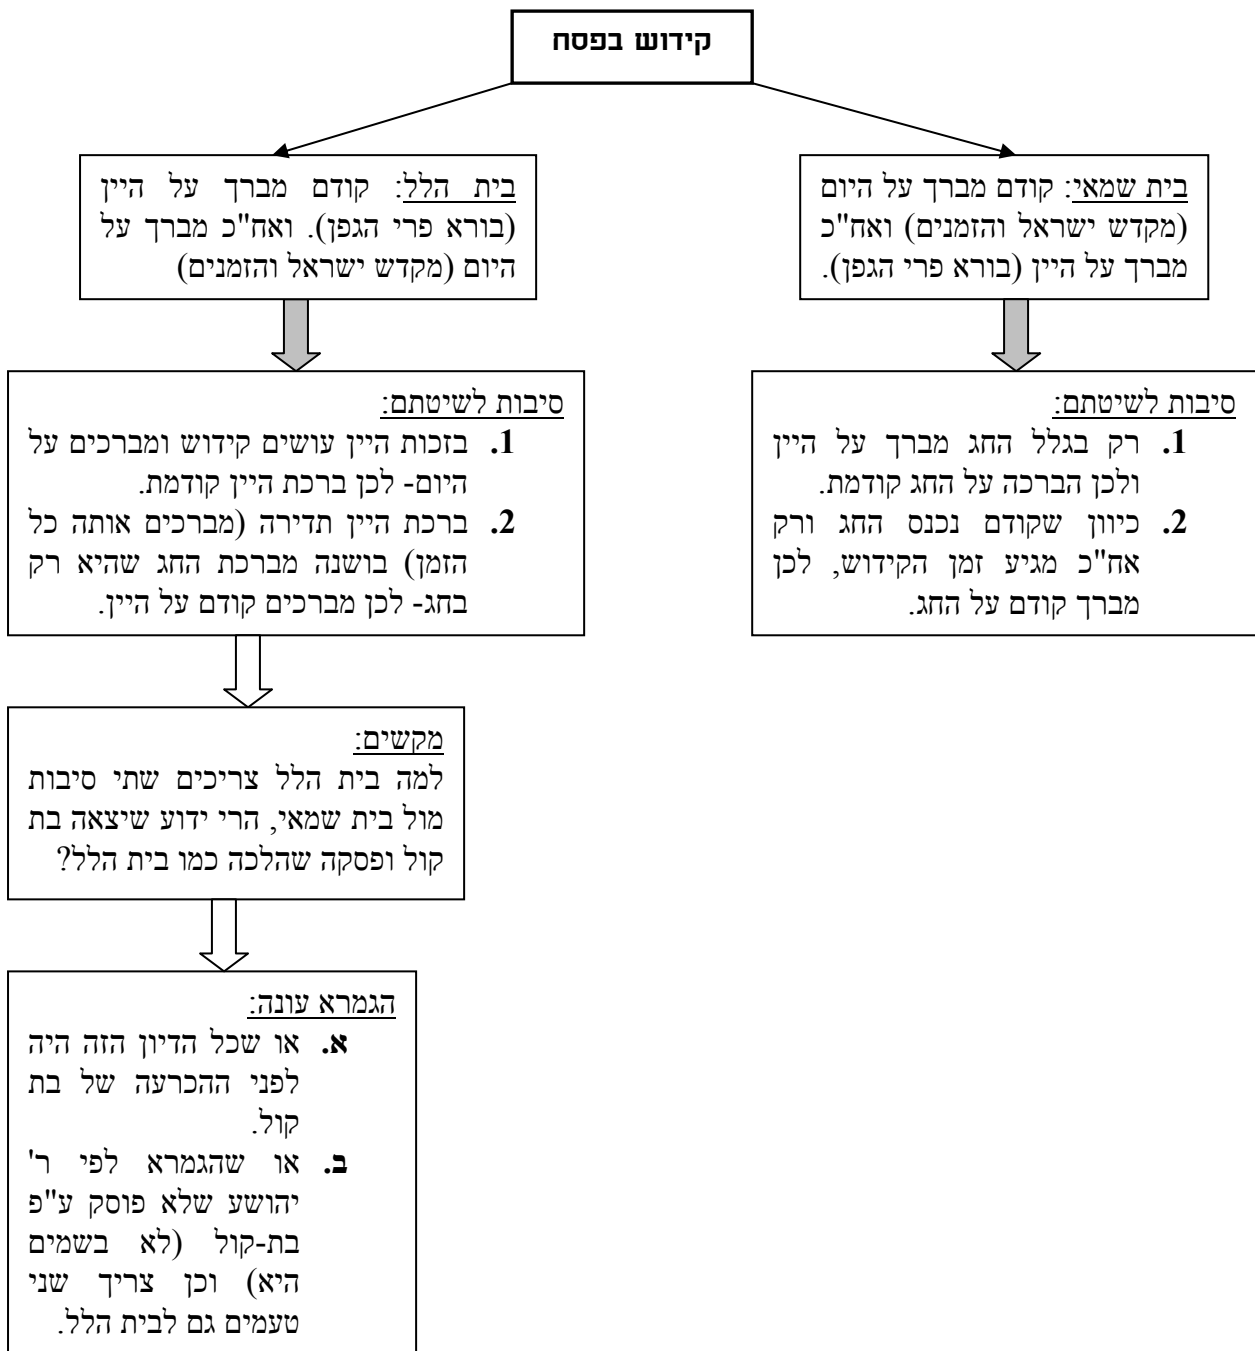 קידוש בפסח
בית שמאי: קודם מברך על היום
(מקדש ישראל והזמנים) ואח"כ
מברך על היין (בורא פרי הגפן).
בית הלל: קודם מברך על היין
(בורא פרי הגפן). ואח"כ מברך על
היום (מקדש ישראל והזמנים)
סיבות לשיטתם:
1. רק בגלל החג מברך על היין
ולכן הברכה על החג קודמת.
2. כיוון שקודם נכנס החג ורק
אח"כ מגיע זמן הקידוש, לכן
מברך קודם על החג.
סיבות לשיטתם:
1. בזכות היין עושים קידוש ומברכים על
היום- לכן ברכת היין קודמת.
2. ברכת היין תדירה (מברכים אותה כל
הזמן) בושנה מברכת החג שהיא רק
בחג- לכן מברכים קודם על היין.
מקשים:
למה בית הלל צריכים שתי סיבות
מול בית שמאי, הרי ידוע שיצאה בת
קול ופסקה שהלכה כמו בית הלל?
הגמרא עונה:
א. או שכל הדיון הזה היה
לפני ההכרעה של בת
קול.
ב. או שהגמרא לפי ר'
יהושע שלא פוסק ע"פ
בת-קול (לא בשמים
היא) וכן צריך שני
טעמים גם לבית הלל.